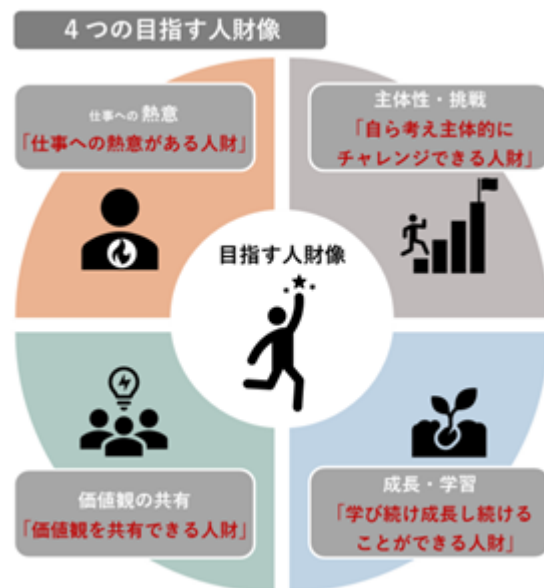 4つの目指す人財像
仕事への熱意
「仕事への熱意がある人財」
主体性・挑戦
「自ら考え主体的に
チャレンジできる人財」
目指す人財像
価値観の共有
「価値観を共有できる人財」
成長・学習
「学び続け成長し続ける
ことができる人財」